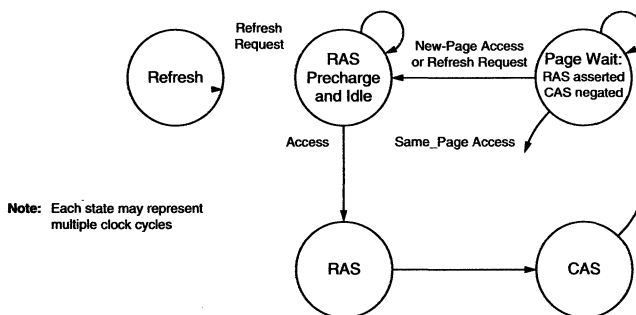 Refresh
Request
Refresh
RAS
Precharge
and Idle
New-Page Access
or Refresh Request
Page Wait:
RAS asserted
CAS negated
Access
Same_Page Access
Note: Each state may represent
multiple clock cycles
RAS
CAS